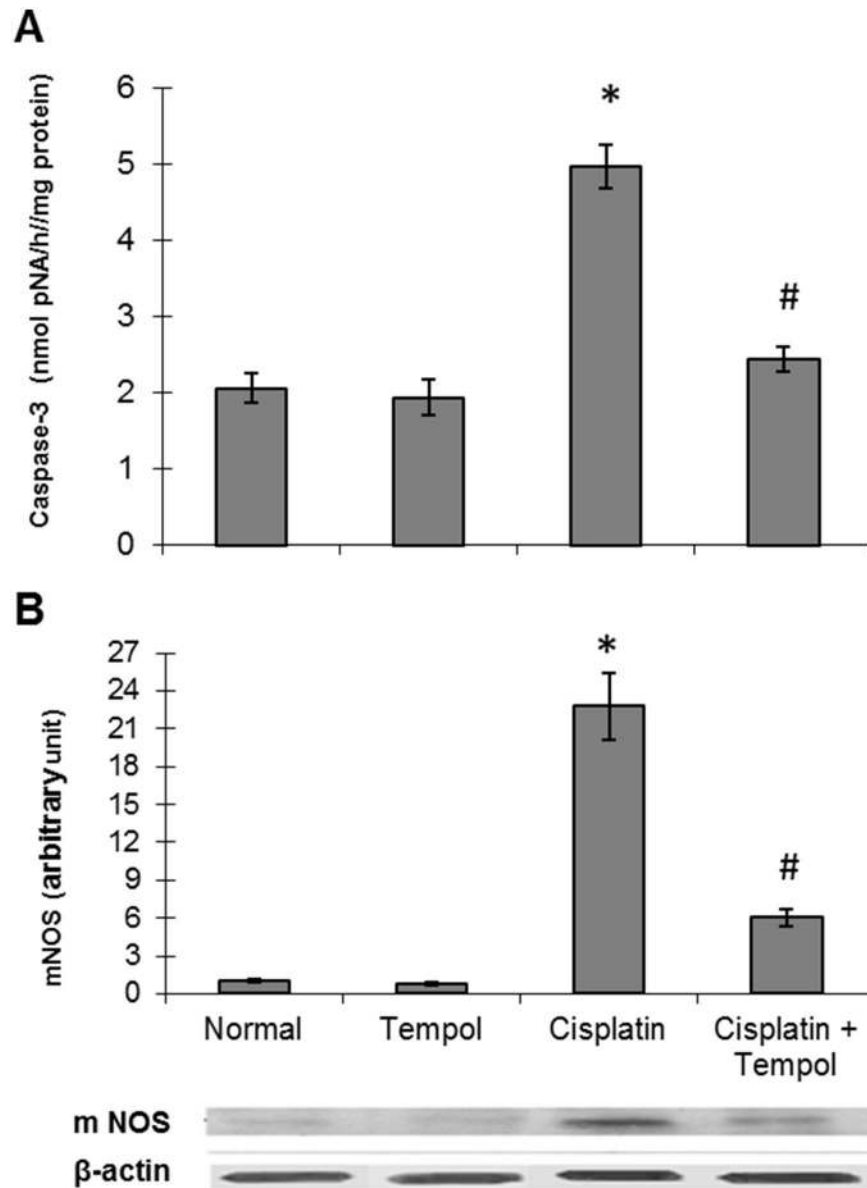 A
Caspase-3 (nmol pNA/h//mg protein)
6
5
4
3
2
1
0
*
#
B
mNOS (arbitrary unit)
27
24
21
18
15
12
9
6
3
0
*
#
Normal
Tempol
Cisplatin
Cisplatin +
Tempol
m NOS
β-actin